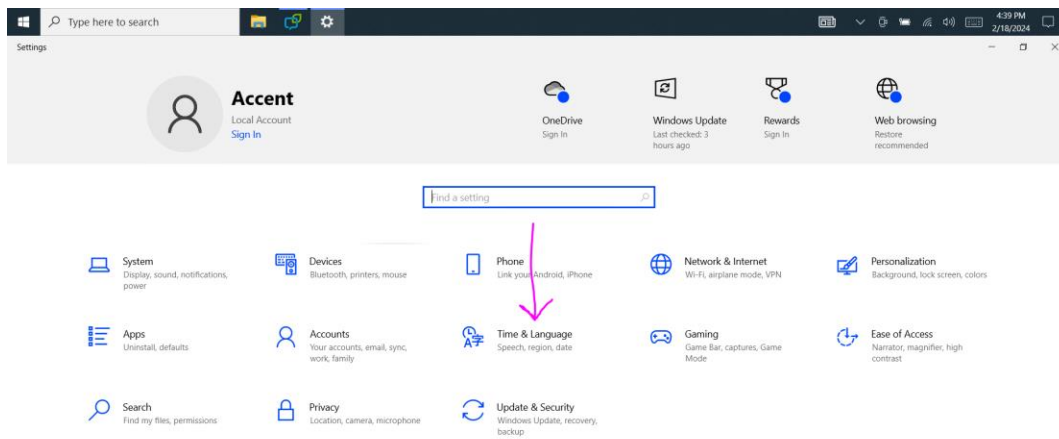 Type here to search
4:39 PM
2/18/2024
Settings
Accent
Local Account
Sign In
OneDrive
Sign In
Windows Update
Last checked: 3
hours ago
Rewards
Sign In
Web browsing
Restore
recommended
Find a setting
System
Display, sound, notifications,
power
Devices
Bluetooth, printers, mouse
Phone
Link your Android, iPhone
Network & Internet
Wi-Fi, airplane mode, VPN
Personalization
Background, lock screen, colors
Apps
Uninstall, defaults
Accounts
Your accounts, email, sync,
work, family
Time & Language
Speech, region, date
Gaming
Game Bar, captures, Game
Mode
Ease of Access
Narrator, magnifier, high
contrast
Search
Find my files, permissions
Privacy
Location, camera, microphone
Update & Security
Windows Update, recovery,
backup